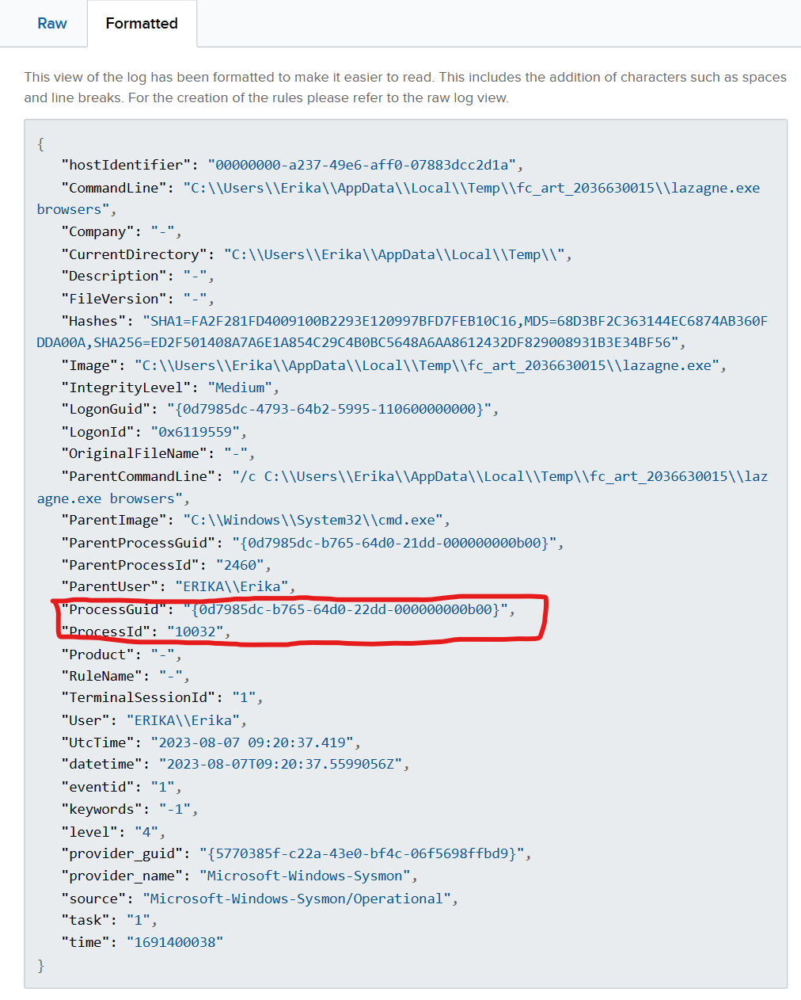 Raw Formatted
This view of the log has been formatted to make it easier to read. This includes the addition of characters such as spaces
and line breaks. For the creation of the rules please refer to the raw log view.
{
"hostIdentifier": "00000000-a237-49e6-aff0-07883dcc2d1a",
"CommandLine": "C:\\Users\\Erika\\AppData\\Local\\Temp\\fc_art_2036630015\\lazagne.exe
browsers",
"Company": "-",
"CurrentDirectory": "C:\\Users\\Erika\\AppData\\Local\\Temp\\",
"Description": "-",
"FileVersion": "-",
"Hashes": "SHA1=FA2F281FD4009100B2293E120997BFD7FEB10C16,MD5=68D3BF2C363144EC6874AB360F
DDA00A,SHA256=ED2F501408A7A6E1A854C29C4B0BC5648A6AA8612432DF829008931B3E34BF56",
"Image": "C:\\Users\\Erika\\AppData\\Local\\Temp\\fc_art_2036630015\\lazagne.exe",
"IntegrityLevel": "Medium",
"LogonGuid": "{0d7985dc-4793-64b2-5995-110600000000}",
"LogonId": "0x6119559",
"OriginalFileName": "-",
"ParentCommandLine": "/c C:\\Users\\Erika\\AppData\\Local\\Temp\\fc_art_2036630015\\laz
agne.exe browsers",
"ParentImage": "C:\\Windows\\System32\\cmd.exe",
"ParentProcessGuid": "{0d7985dc-b765-64d0-21dd-000000000b00}",
"ParentProcessId": "2460",
"ParentUser": "ERIKA\\Erika",
"ProcessGuid": "{0d7985dc-b765-64d0-22dd-000000000b00}",
"ProcessId": "10032",
"Product": "-",
"RuleName": "-",
"TerminalSessionId": "1",
"User": "ERIKA\\Erika",
"UtcTime": "2023-08-07 09:20:37.419",
"datetime": "2023-08-07T09:20:37.5599056Z",
"eventid": "1",
"keywords": "-1",
"level": "4",
"provider_guid": "{5770385f-c22a-43e0-bf4c-06f5698ffbd9}",
"provider_name": "Microsoft-Windows-Sysmon",
"source": "Microsoft-Windows-Sysmon/Operational",
"task": "1",
"time": "1691400038"
}